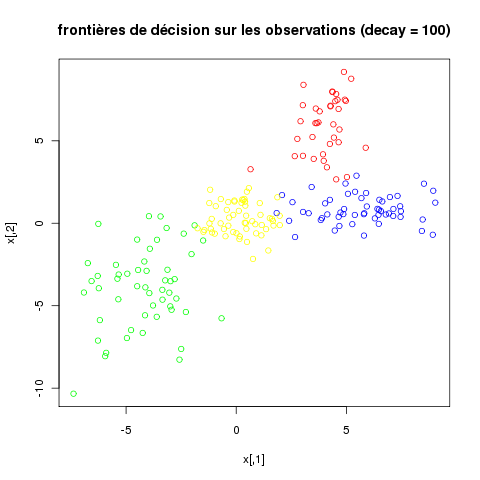 frontières de décision sur les observations (decay = 100)
x[,2]
5
0
-5
-10
-5
0
5
x[,1]